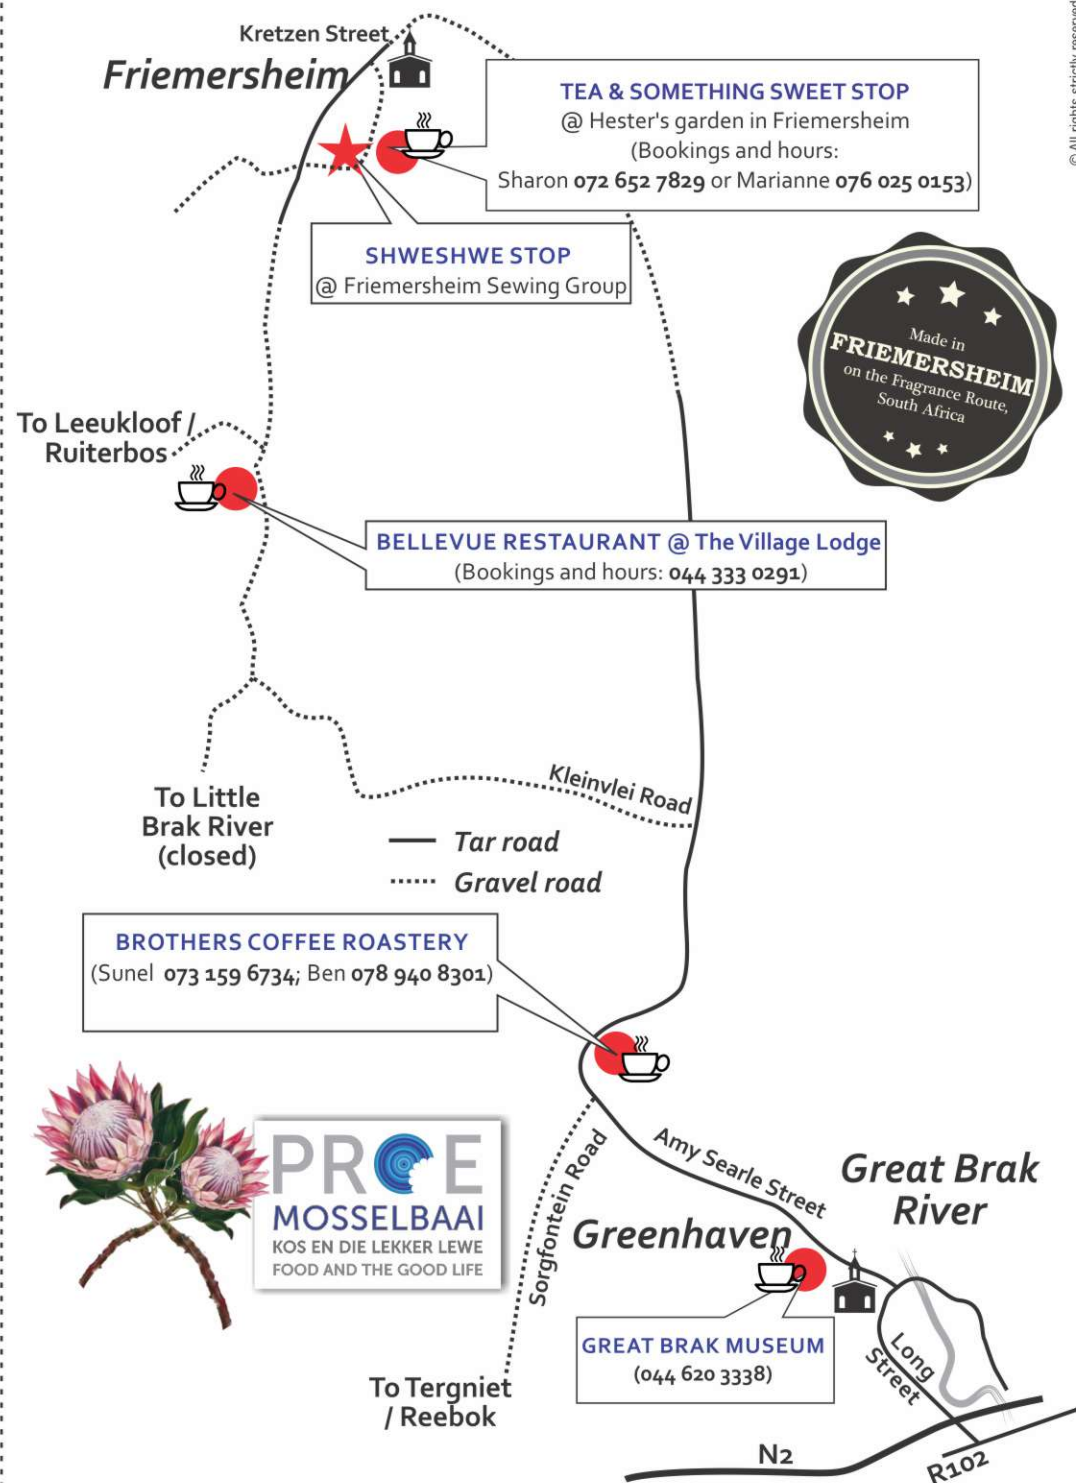 © All rights strictly reserved
Kretzen Street
Friemersheim
TEA & SOMETHING SWEET STOP
@ Hester's garden in Friemersheim
(Bookings and hours:
Sharon 072 652 7829 or Marianne 076 025 0153)
SHWESHWE STOP
@ Friemersheim Sewing Group
Made in
FRIEMERSHEIM
on the Fragrance Route,
South Africa
To Leeukloof /
Ruiterbos
BELLEVUE RESTAURANT @ The Village Lodge
(Bookings and hours: 044 333 0291)
Kleinvlei Road
To Little
Brak River
(closed)
Tar road
Gravel road
BROTHERS COFFEE ROASTERY
(Sunel 073 159 6734; Ben 078 940 8301)
PROE
MOSSELBAAI
KOS EN DIE LEKKER LEWE
FOOD AND THE GOOD LIFE
Sorgfontein Road
Amy Searle Street
Great Brak
River
Greenhaven
GREAT BRAK MUSEUM
(044 620 3338)
Long
Street
To Tergniet
/ Reebok
N2
R102